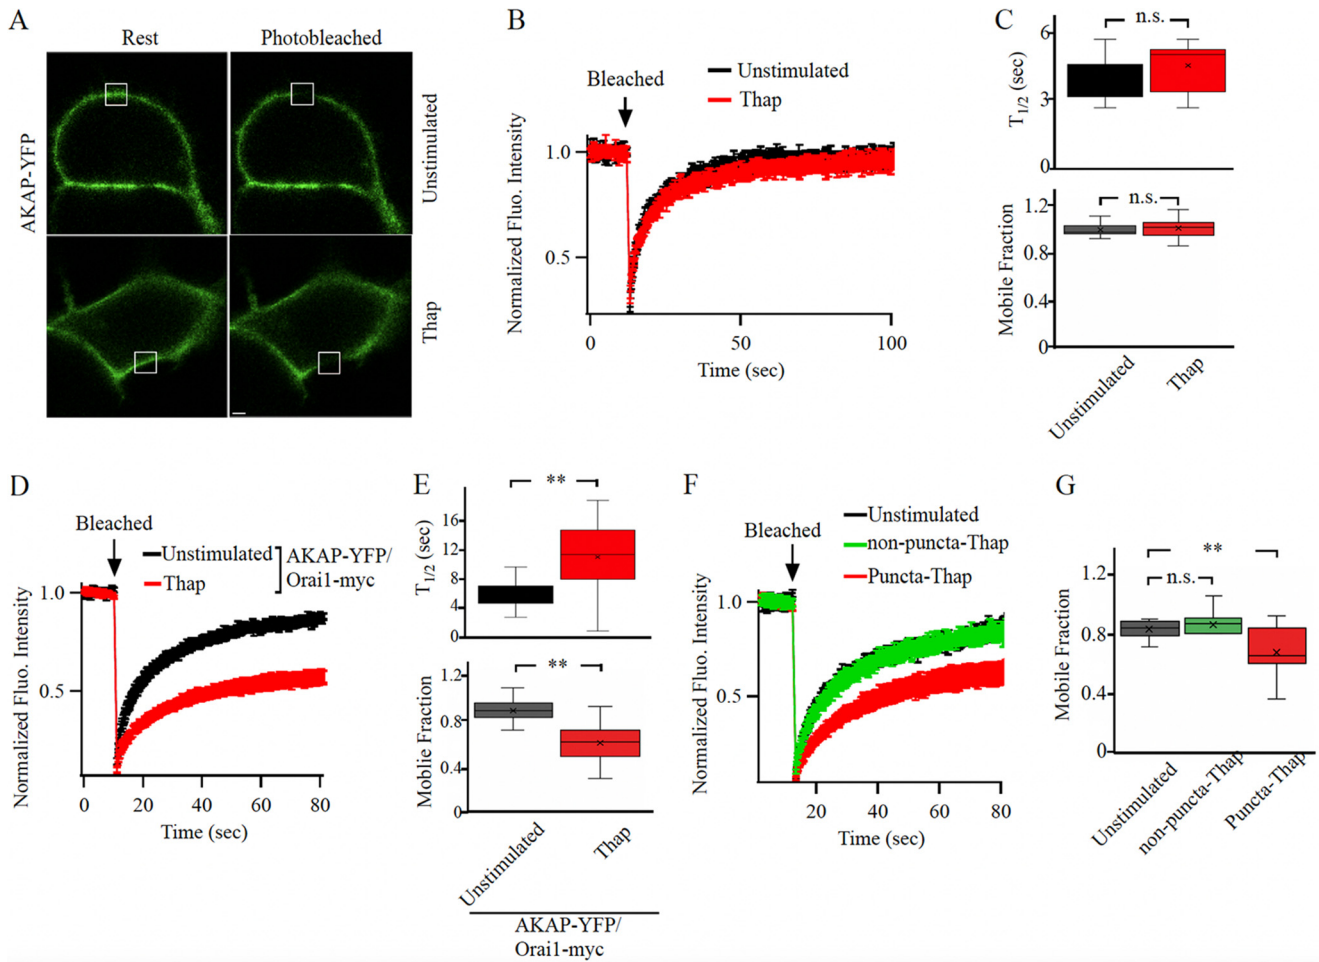 A
Rest
Photobleached
AKAP-YFP
Unstimulated
Thap
B
Bleached
Unstimulated
Thap
Normalized Fluo. Intensity
1.0
0.5
0
50
100
Time (sec)
C
n.s.
T1/2 (sec)
6
3
0
n.s.
Mobile Fraction
1.2
0.8
0.4
0
Unstimulated
Thap
D
Bleached
Unstimulated
Thap
AKAP-YFP/
Orai1-myc
Normalized Fluo. Intensity
1.0
0.5
0
20
40
60
80
Time (sec)
E
**
T1/2 (sec)
16
12
8
4
0
**
Moblie Fraction
1.2
0.8
0.4
0
Unstimulated
Thap
AKAP-YFP/
Orai1-myc
F
Bleached
Unstimulated
non-puncta-Thap
Puncta-Thap
Normalized Fluo. Intensity
1.0
0.5
20
40
60
80
Time (sec)
G
**
n.s.
Mobile Fraction
1.2
0.8
0.4
0
Unstimulated
non-puncta-Thap
Puncta-Thap